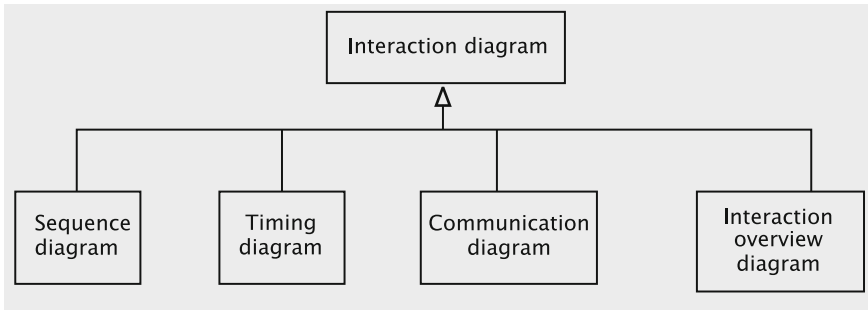 Interaction diagram
Sequence
diagram
Timing
diagram
Communication
diagram
Interaction
overview
diagram